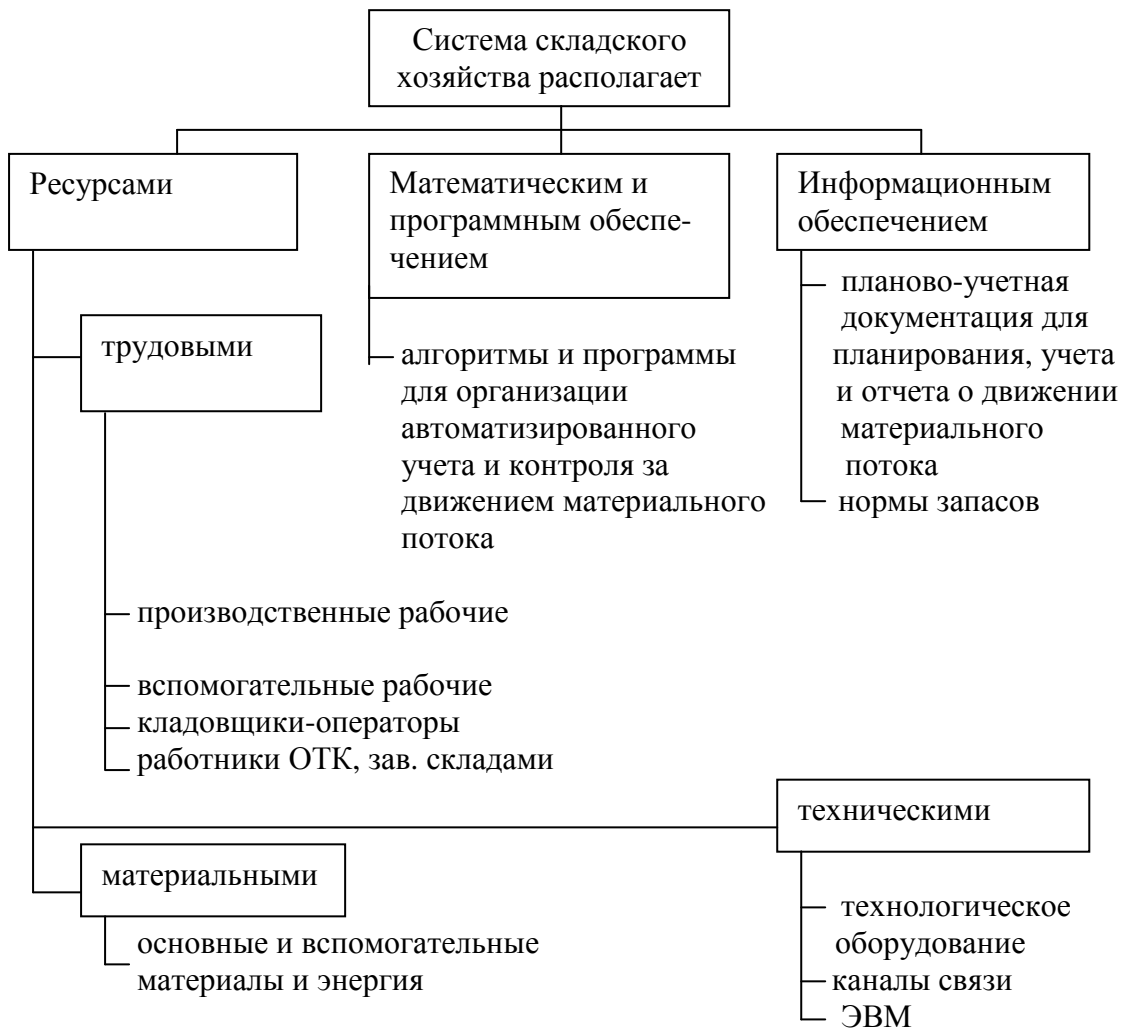 Система складского
хозяйства располагает
Ресурсами
Математическим и
программным обеспе-
чением
Информационным
обеспечением
трудовыми
алгоритмы и программы
для организации
автоматизированного
учета и контроля за
движением материального
потока
планово-учетная
документация для
планирования, учета
и отчета о движении
материального
потока
нормы запасов
производственные рабочие
вспомогательные рабочие
кладовщики-операторы
работники ОТК, зав. складами
техническими
материальными
основные и вспомогательные
материалы и энергия
технологическое
оборудование
каналы связи
ЭВМ